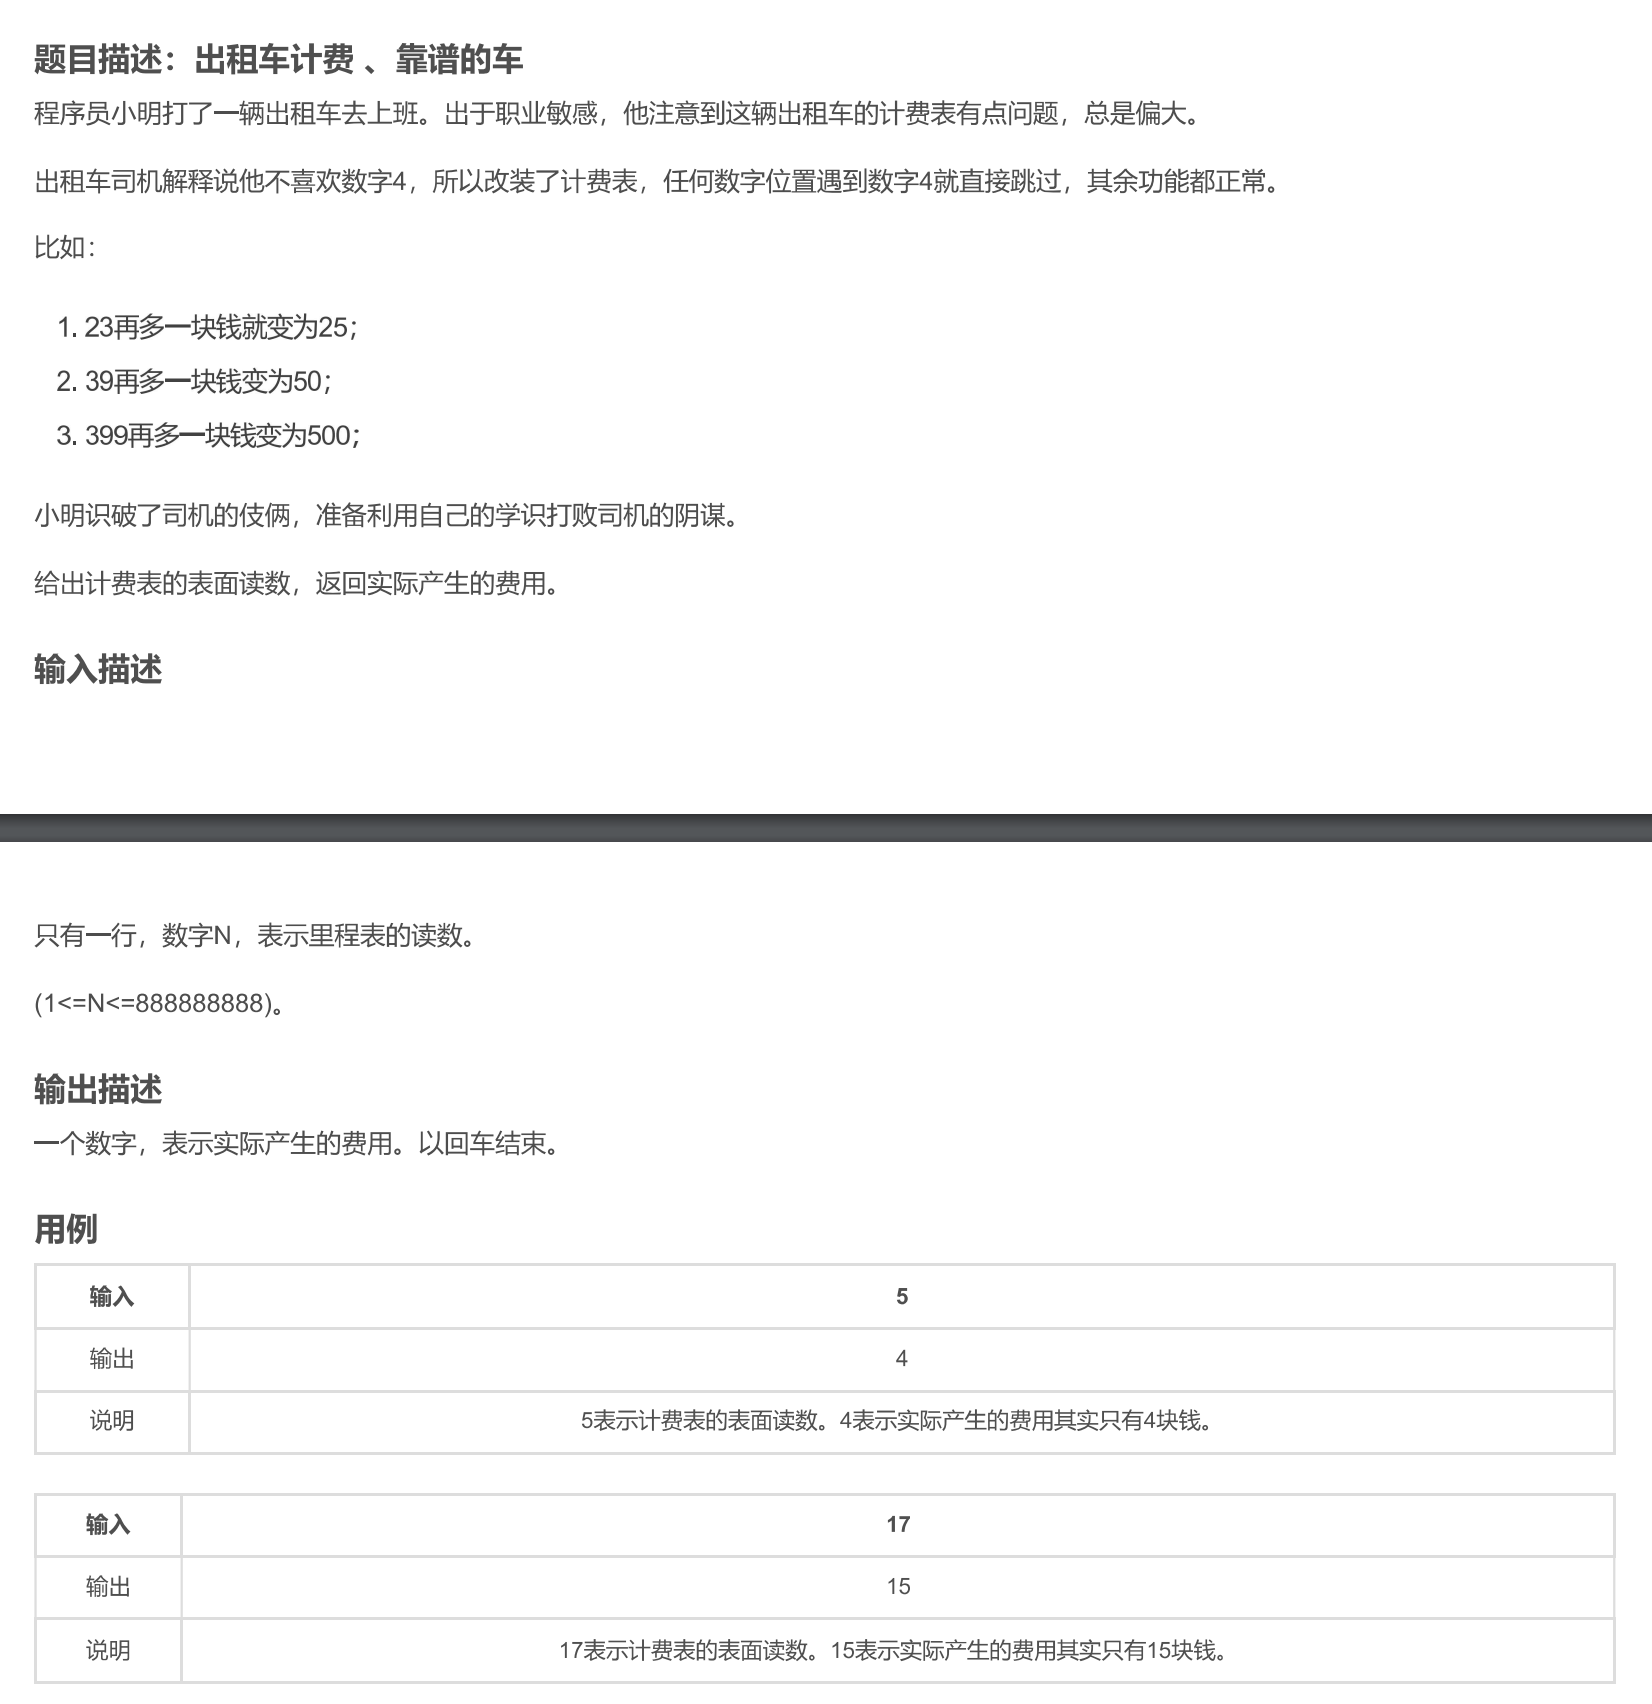 题目描述：出租车计费 、靠谱的车
程序员小明打了一辆出租车去上班。出于职业敏感，他注意到这辆出租车的计费表有点问题，总是偏大。
出租车司机解释说他不喜欢数字4，所以改装了计费表，任何数字位置遇到数字4就直接跳过，其余功能都正常。
比如：
1. 23再多一块钱就变为25；
2. 39再多一块钱变为50；
3. 399再多一块钱变为500；
小明识破了司机的伎俩，准备利用自己的学识打败司机的阴谋。
给出计费表的表面读数，返回实际产生的费用。
输入描述
只有一行，数字N，表示里程表的读数。
(1<=N<=888888888)。
输出描述
一个数字，表示实际产生的费用。以回车结束。
用例
输入 5
输出 4
说明 5表示计费表的表面读数。4表示实际产生的费用其实只有4块钱。
输入 17
输出 15
说明 17表示计费表的表面读数。15表示实际产生的费用其实只有15块钱。